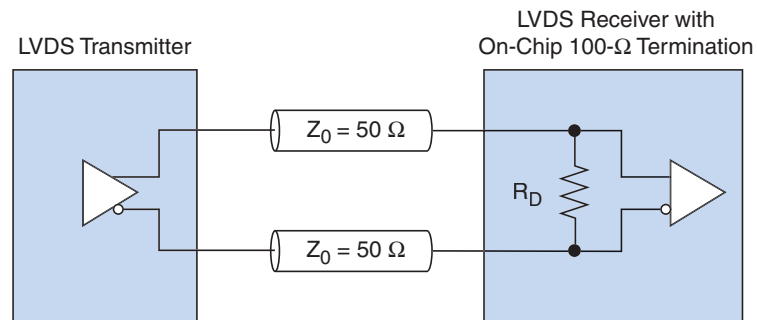 LVDS Transmitter
LVDS Receiver with
On-Chip 100-Ω Termination
Z0 = 50 Ω
RD
Z0 = 50 Ω